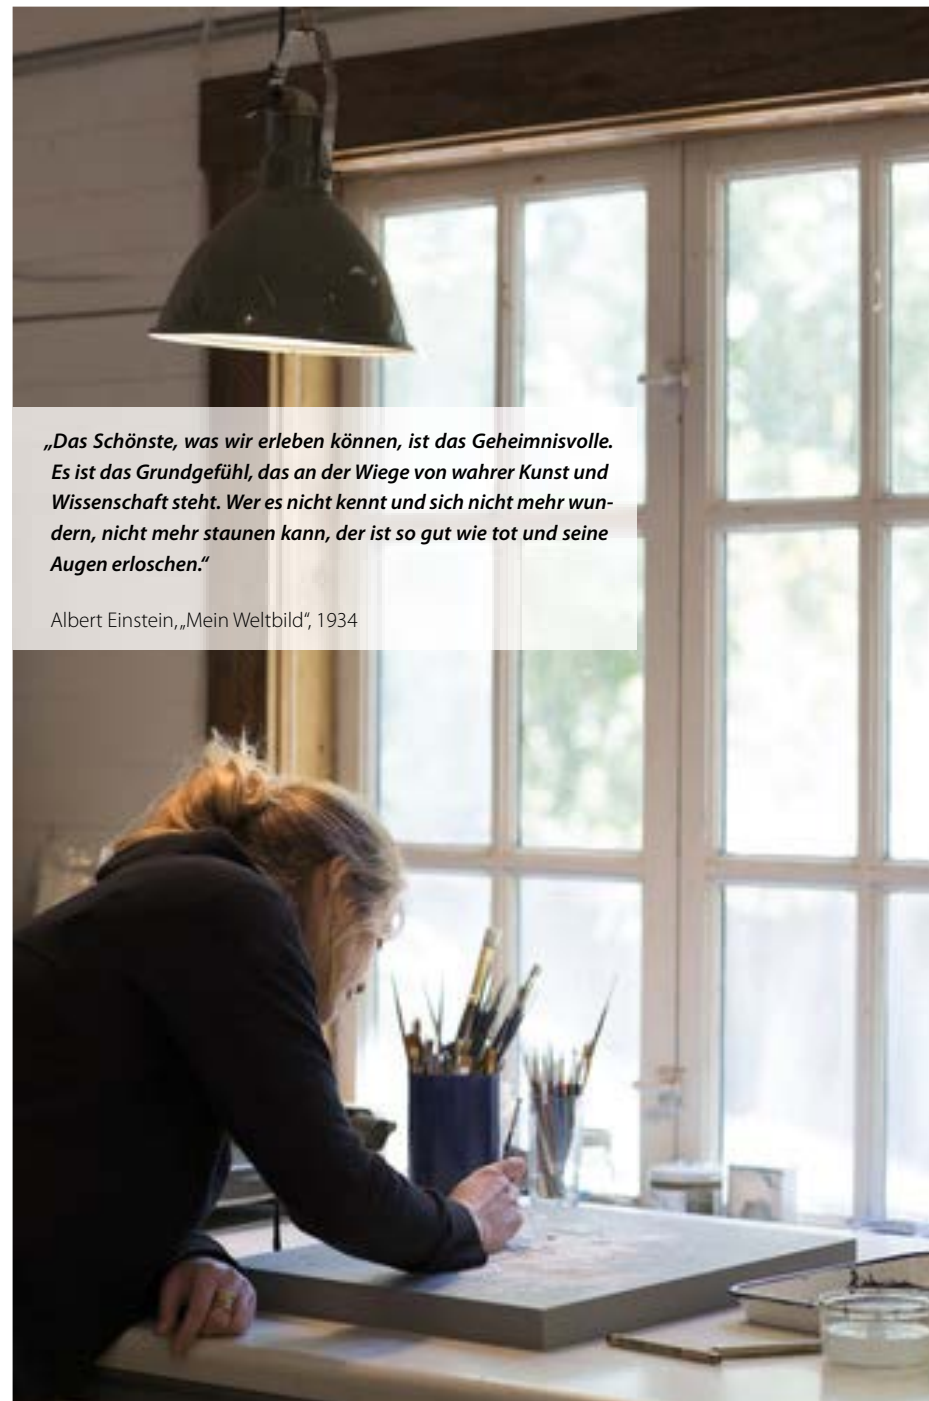 „Das Schönste, was wir erleben können, ist das Geheimnisvolle.
Es ist das Grundgefühl, das an der Wiege von wahrer Kunst und
Wissenschaft steht. Wer es nicht kennt und sich nicht mehr wun-
dern, nicht mehr staunen kann, der ist so gut wie tot und seine
Augen erloschen.“
Albert Einstein, „Mein Weltbild“, 1934